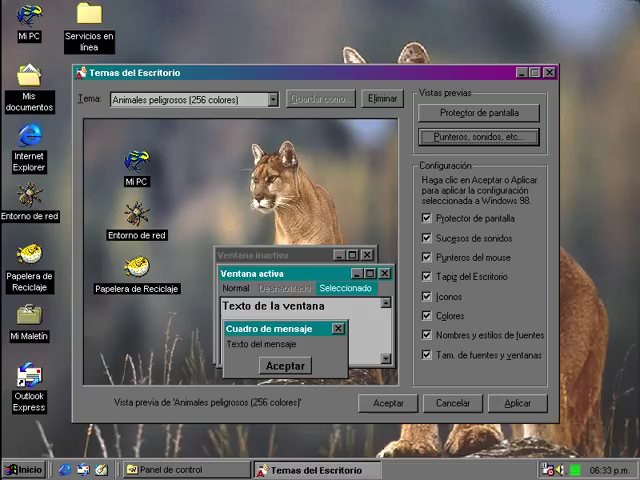 Mi PC
Servicios en
línea
Mis
documentos
Internet
Explorer
Entorno de red
Papelera de
Reciclaje
Mi Maletín
Outlook
Express
Temas del Escritorio
Tema:
Animales peligrosos (256 colores)
Guardar como...
Eliminar
Mi PC
Entorno de red
Papelera de Reciclaje
Ventana inactiva
Ventana activa
Normal
Deshabilitado
Seleccionado
Texto de la ventana
Cuadro de mensaje
Texto del mensaje
Aceptar
Vista previa de 'Animales peligrosos (256 colores)'
Vistas previas
Protector de pantalla
Punteros, sonidos, etc...
Configuración
Haga clic en Aceptar o Aplicar
para aplicar la configuración
seleccionada a Windows 98.
Protector de pantalla
Sucesos de sonidos
Punteros del mouse
Tapiz del Escritorio
Iconos
Colores
Nombres y estilos de fuentes
Tam. de fuentes y ventanas
Aceptar
Cancelar
Aplicar
Inicio
Panel de control
Temas del Escritorio
06:33 p.m.